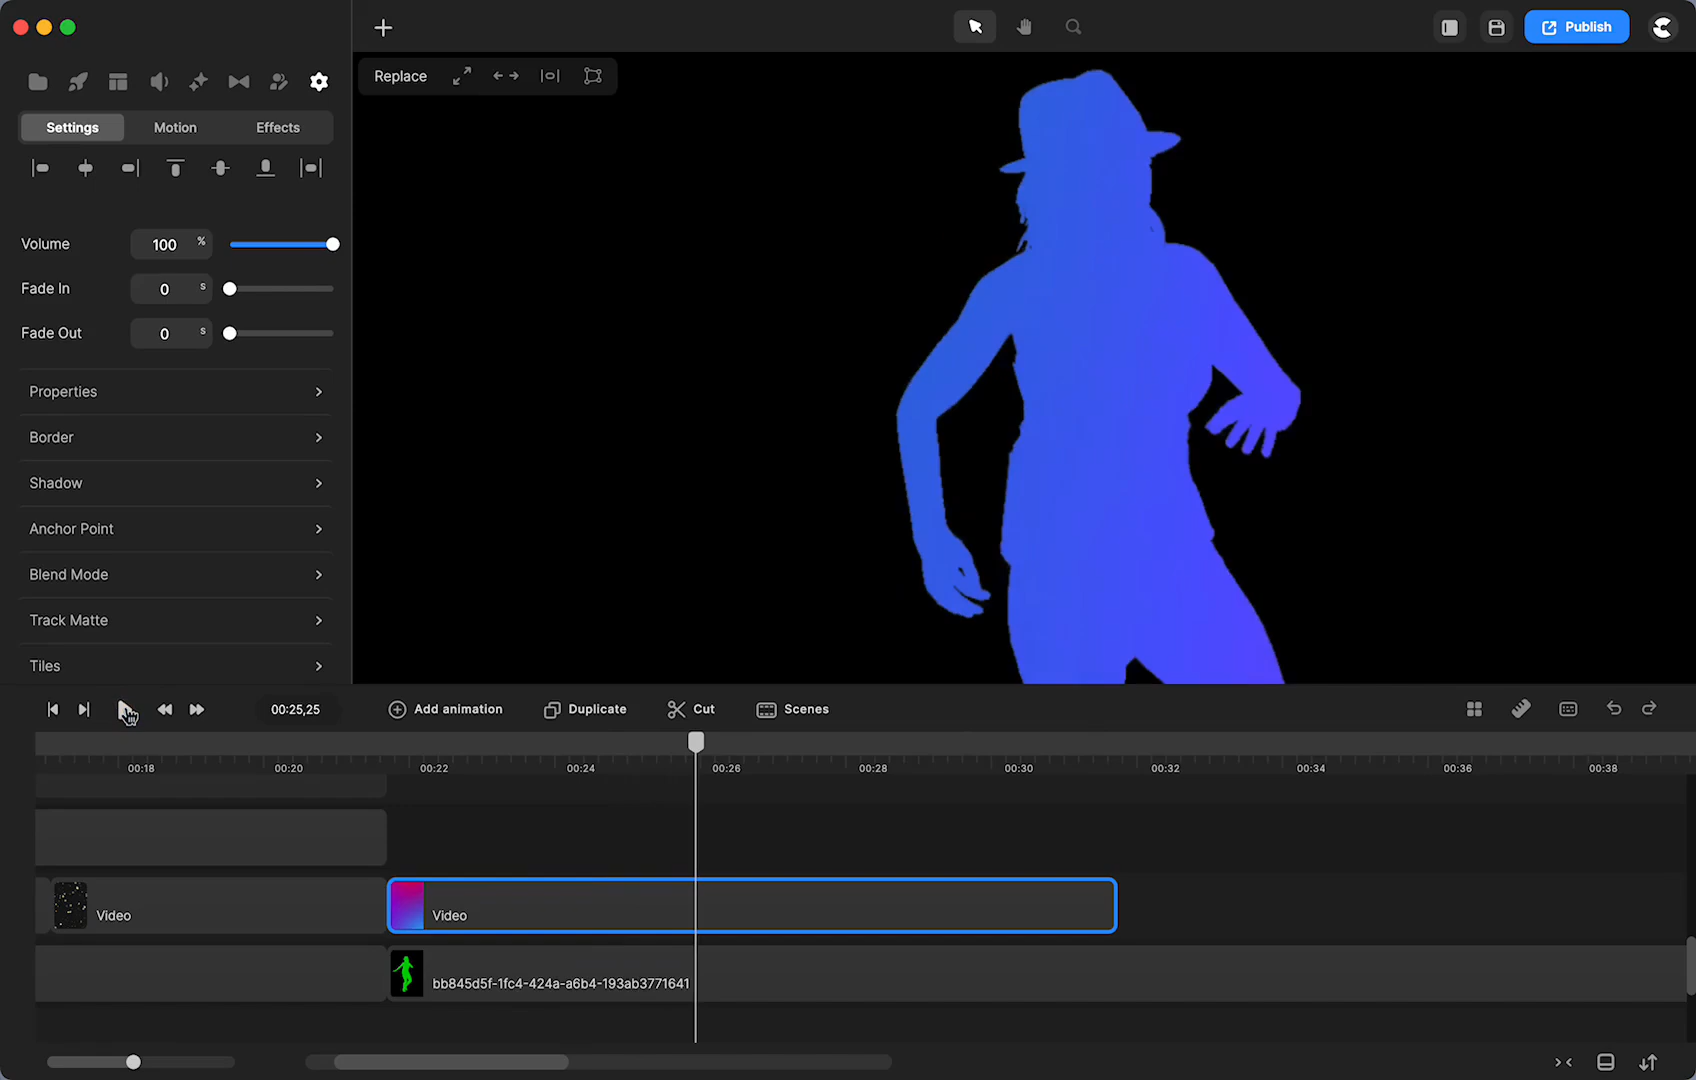 Publish
Replace
Settings Motion Effects
Volume 100 %
Fade In 0 s
Fade Out 0 s
Properties
Border
Shadow
Anchor Point
Blend Mode
Track Matte
Tiles
00:25,25 Add animation Duplicate Cut Scenes
00:18 00:20 00:22 00:24 00:26 00:28 00:30 00:32 00:34 00:36 00:38
Video Video
bb845d5f-1fc4-424a-a6b4-193ab3771641